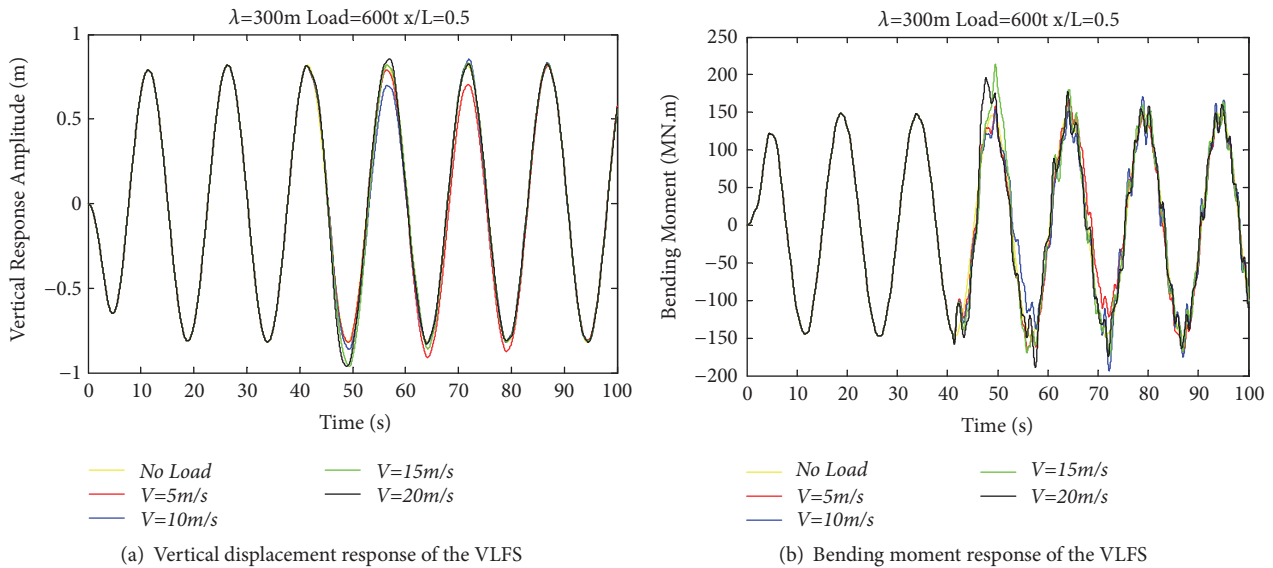 λ=300m Load=600t x/L=0.5
Vertical Response Amplitude (m)
1
0.5
0
−0.5
−1
0 10 20 30 40 50 60 70 80 90 100
Time (s)
No Load
V=5m/s
V=10m/s
V=15m/s
V=20m/s
(a) Vertical displacement response of the VLFS
λ=300m Load=600t x/L=0.5
Bending Moment (MN.m)
250
200
150
100
50
0
−50
−100
−150
−200
0 10 20 30 40 50 60 70 80 90 100
Time (s)
No Load
V=5m/s
V=10m/s
V=15m/s
V=20m/s
(b) Bending moment response of the VLFS